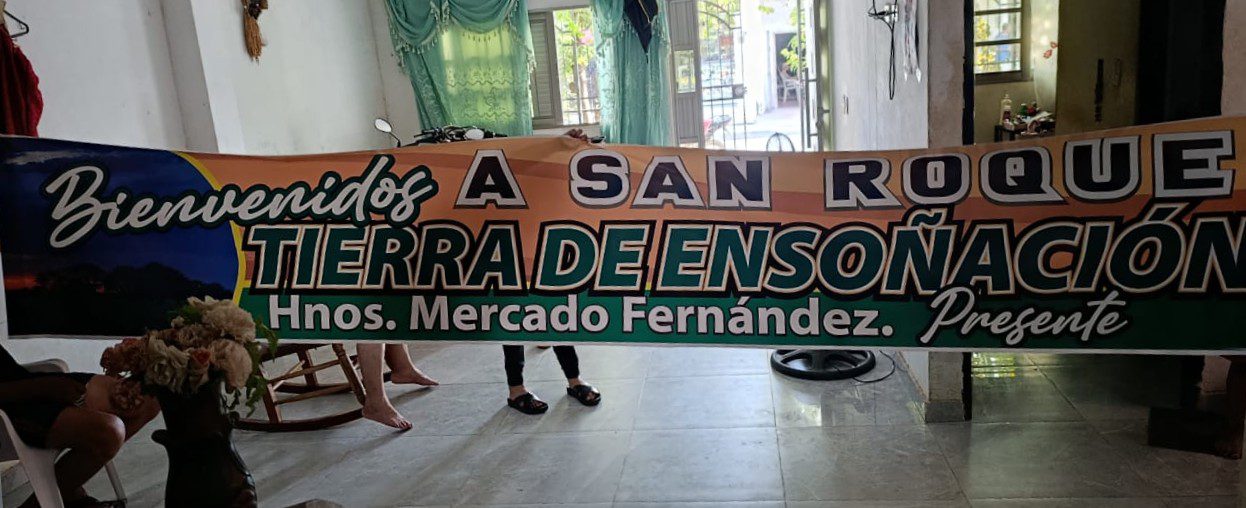 Bienvenidos A SAN ROQUE
TIERRA DE ENSOÑACIÓN
Hnos. Mercado Fernández. Presente